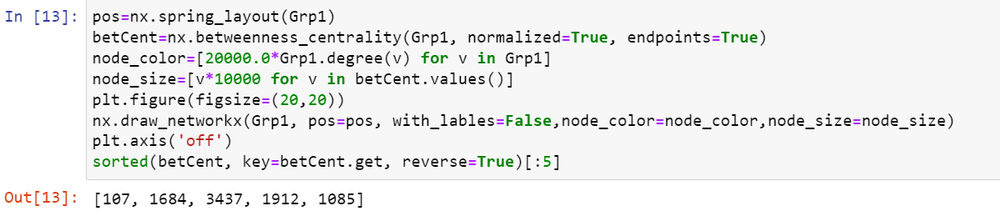 In [13]: pos=nx.spring_layout(Grp1)
betCent=nx.betweenness_centrality(Grp1, normalized=True, endpoints=True)
node_color=[20000.0*Grp1.degree(v) for v in Grp1]
node_size=[v*10000 for v in betCent.values()]
plt.figure(figsize=(20,20))
nx.draw_networkx(Grp1, pos=pos, with_lables=False,node_color=node_color,node_size=node_size)
plt.axis('off')
sorted(betCent, key=betCent.get, reverse=True)[:5]
Out[13]: [107, 1684, 3437, 1912, 1085]